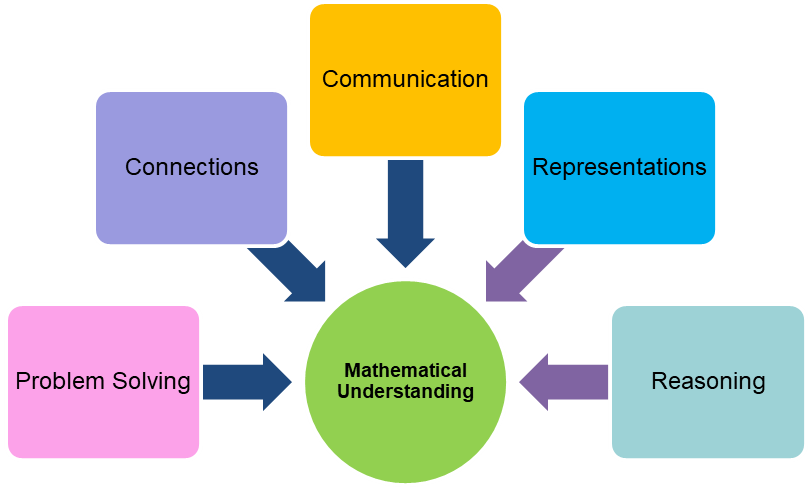 Communication
Connections
Representations
Problem Solving
Mathematical
Understanding
Reasoning